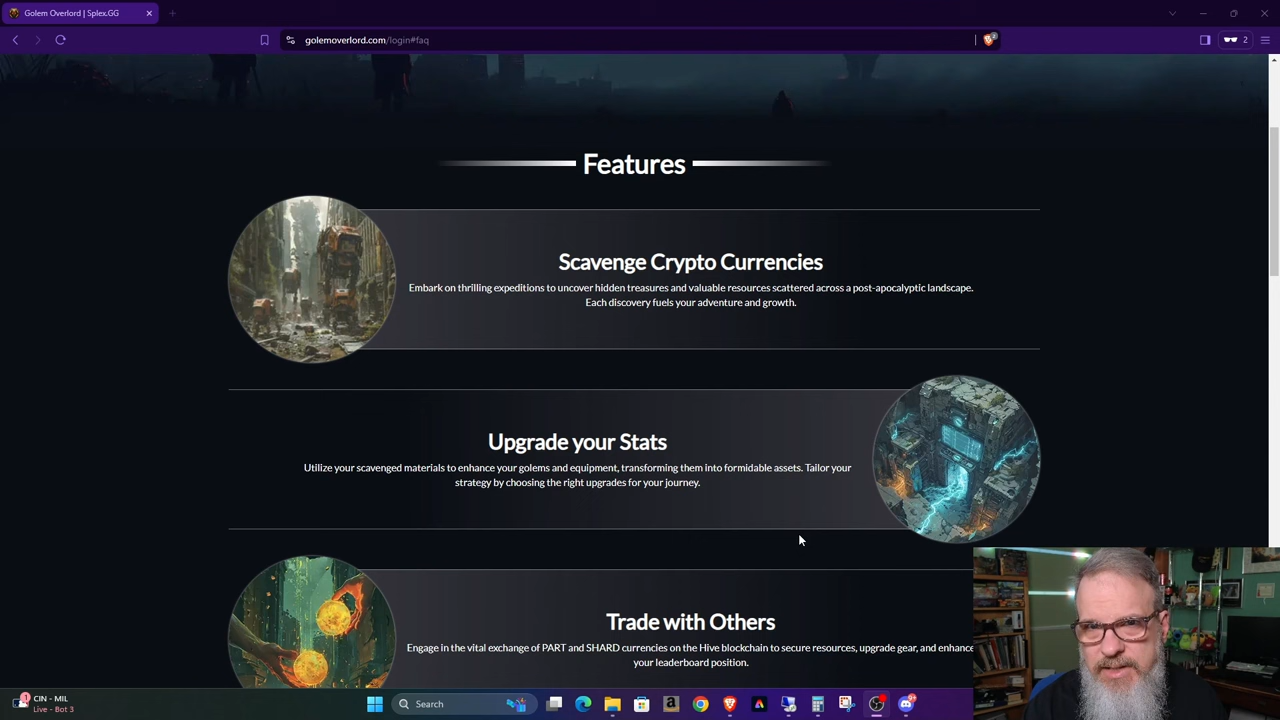 Golem Overlord | Splex.GG
golemoverlord.com/login#faq
2
2
Features
Scavenge Crypto Currencies
Embark on thrilling expeditions to uncover hidden treasures and valuable resources scattered across a post-apocalyptic landscape.
Each discovery fuels your adventure and growth.
Upgrade your Stats
Utilize your scavenged materials to enhance your golems and equipment, transforming them into formidable assets. Tailor your
strategy by choosing the right upgrades for your journey.
Trade with Others
Engage in the vital exchange of PART and SHARD currencies on the Hive blockchain to secure resources, upgrade gear, and enhance
your leaderboard position.
1
CIN - MIL
Live - Bot 3
Search